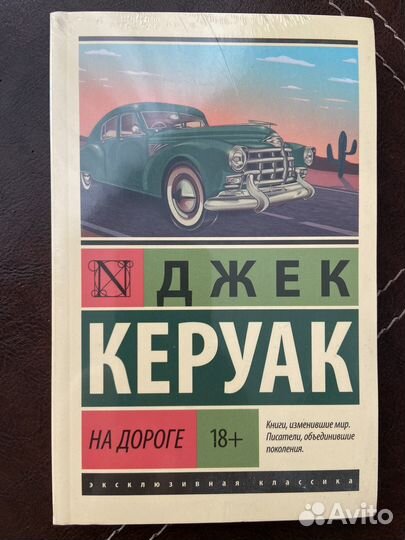 N
ДЖЕК
КЕРУАК
НА ДОРОГЕ
18+
Книги, изменившие мир.
Писатели, объединившие
поколения.
эксклюзивная классика
Avito